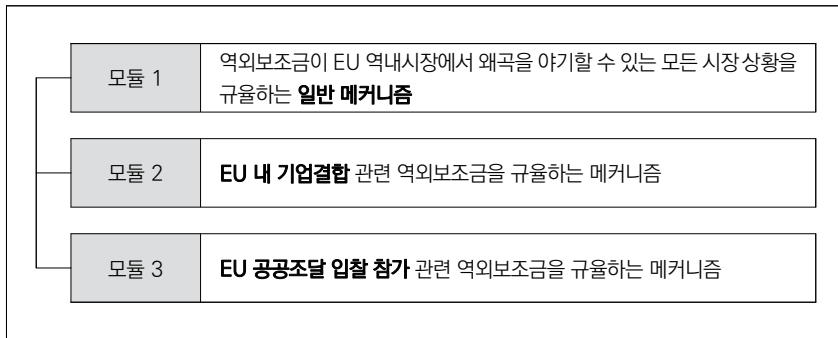 모듈 1
역외보조금이 EU 역내시장에서 왜곡을 야기할 수 있는 모든 시장상황을
규율하는 일반 메커니즘
모듈 2
EU 내 기업결합 관련 역외보조금을 규율하는 메커니즘
모듈 3
EU 공공조달 입찰 참가 관련 역외보조금을 규율하는 메커니즘